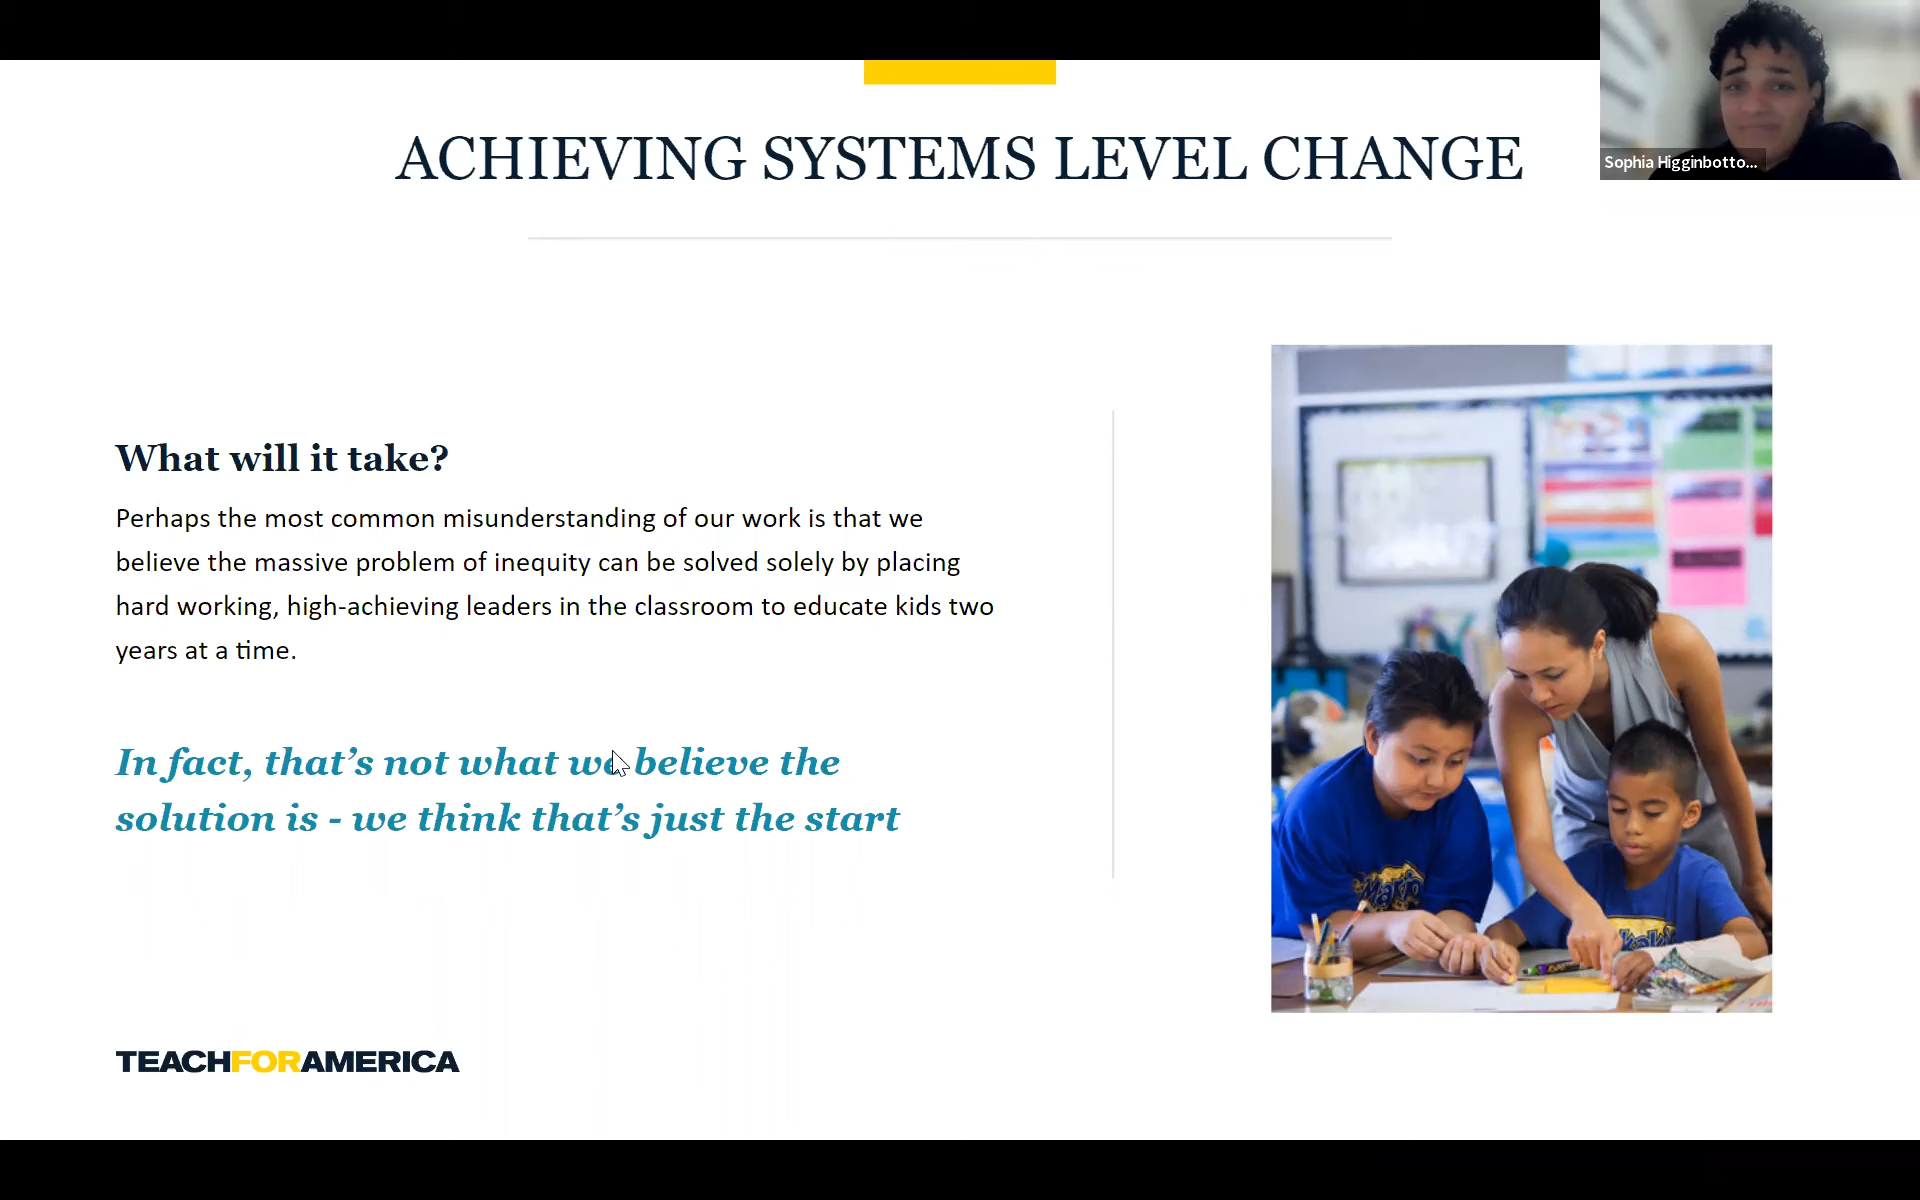 ACHIEVING SYSTEMS LEVEL CHANGE
Sophia Higginbotto...
What will it take?
Perhaps the most common misunderstanding of our work is that we
believe the massive problem of inequity can be solved solely by placing
hard working, high-achieving leaders in the classroom to educate kids two
years at a time.
In fact, that’s not what we believe the
solution is - we think that’s just the start
TEACHFORAMERICA